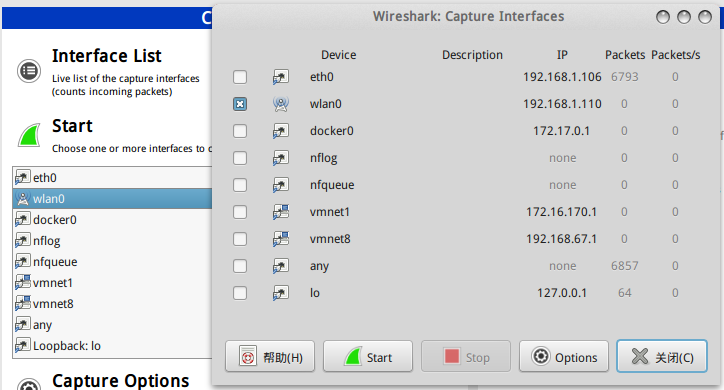 C
Interface List
Live list of the capture interfaces
(counts incoming packets)
Start
Choose one or more interfaces to c
eth0
wlan0
docker0
nflog
nfqueue
vmnet1
vmnet8
any
Loopback: lo
Capture Options
Wireshark: Capture Interfaces
Device Description IP Packets Packets/s
eth0 192.168.1.106 6793 0
wlan0 192.168.1.110 0 0
docker0 172.17.0.1 0 0
nflog none 0 0
nfqueue none 0 0
vmnet1 172.16.170.1 0 0
vmnet8 192.168.67.1 0 0
any none 6857 0
lo 127.0.0.1 64 0
帮助(H) Start Stop Options 关闭(C)